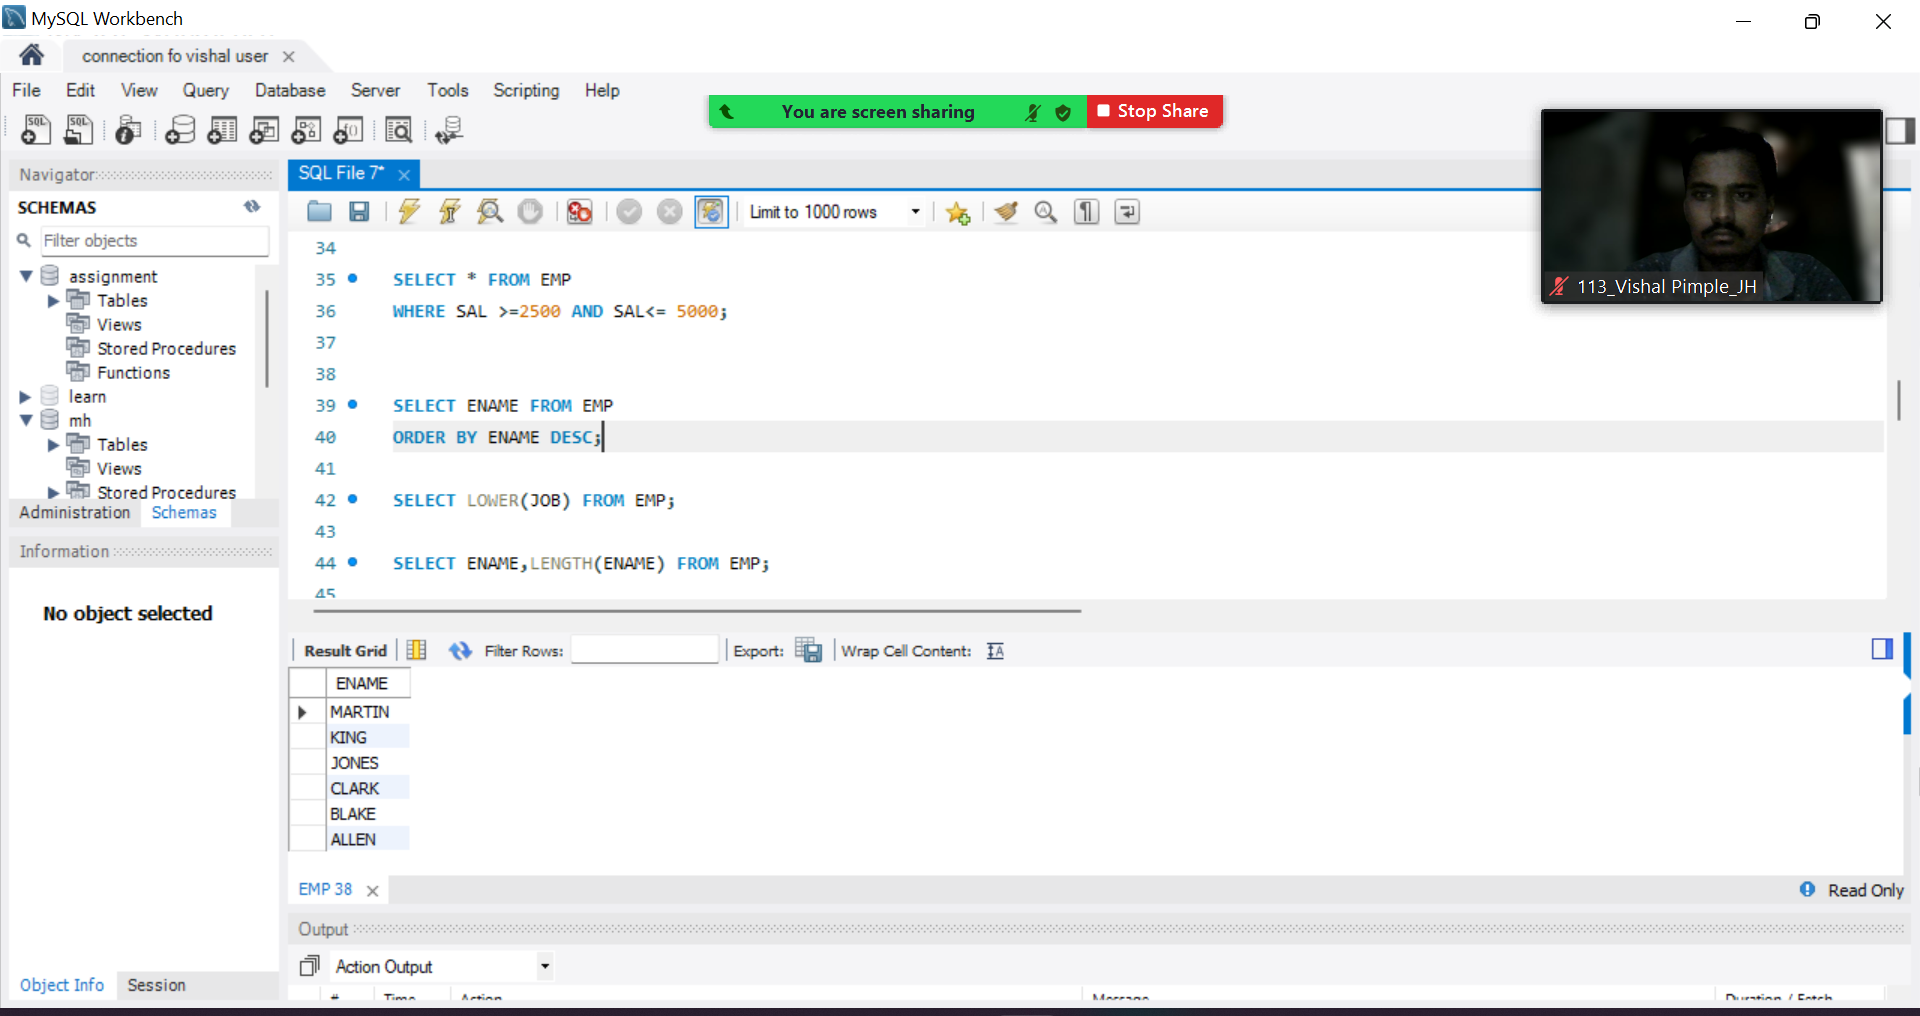 MySQL Workbench
connection fo vishal user
File Edit View Query Database Server Tools Scripting Help
You are screen sharing Stop Share
SQL SQL
Navigator
SCHEMAS
Filter objects
assignment
Tables
Views
Stored Procedures
Functions
learn
mh
Tables
Views
Stored Procedures
Administration Schemas
Information
No object selected
Object Info Session
SQL File 7*
Limit to 1000 rows
113_Vishal Pimple_JH
34
35 SELECT * FROM EMP
36 WHERE SAL >=2500 AND SAL<= 5000;
37
38
39 SELECT ENAME FROM EMP
40 ORDER BY ENAME DESC;
41
42 SELECT LOWER(JOB) FROM EMP;
43
44 SELECT ENAME,LENGTH(ENAME) FROM EMP;
45
Result Grid Filter Rows: Export: Wrap Cell Content:
ENAME
MARTIN
KING
JONES
CLARK
BLAKE
ALLEN
EMP 38 Read Only
Output
Action Output
# Time Action Message Duration / Fetch